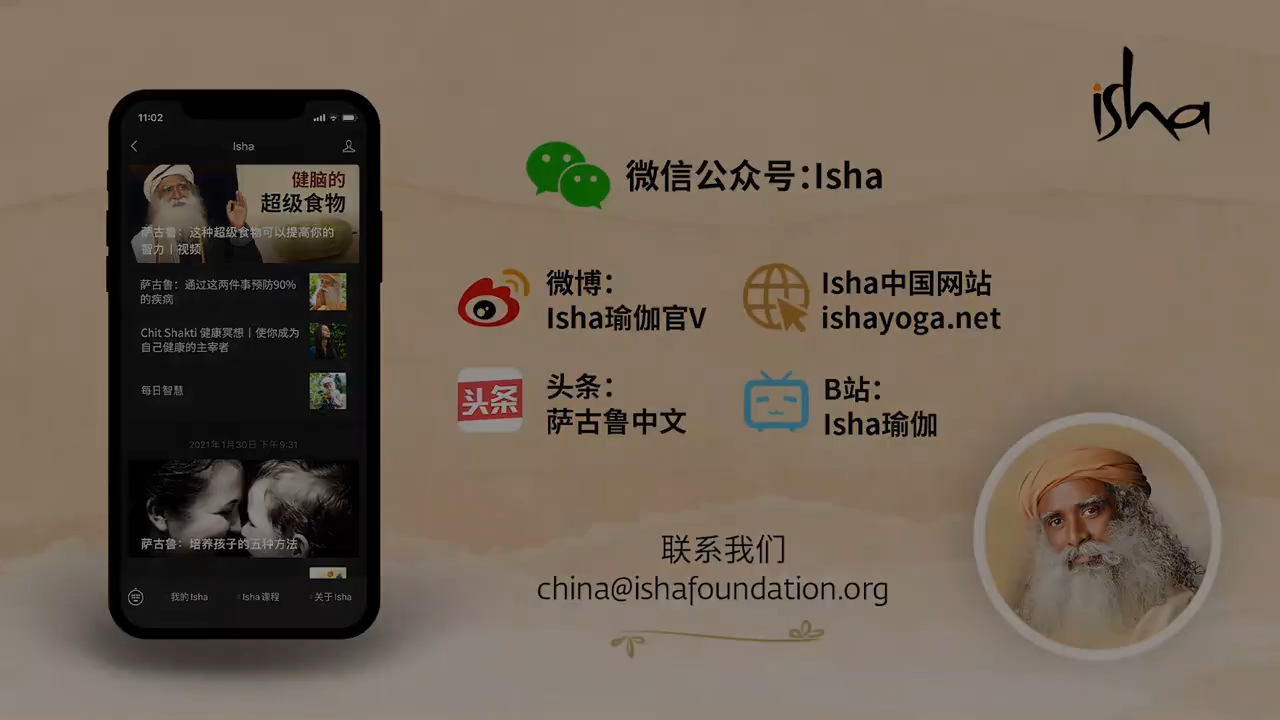 11:02
Isha
健脑的
超级食物
萨古鲁：这种超级食物可以提高你的
智力丨视频
萨古鲁：通过这两件事预防90%
的疾病
Chit Shakti 健康冥想丨使你成为
自己健康的主宰者
每日智慧
2021年1月30日 下午9:31
萨古鲁：培养孩子的五种方法
我的Isha
Isha课程
关于Isha
isha
微信公众号：Isha
微博：
Isha瑜伽官V
Isha中国网站
ishayoga.net
头条
头条：
萨古鲁中文
B站：
Isha瑜伽
联系我们
china@ishafoundation.org